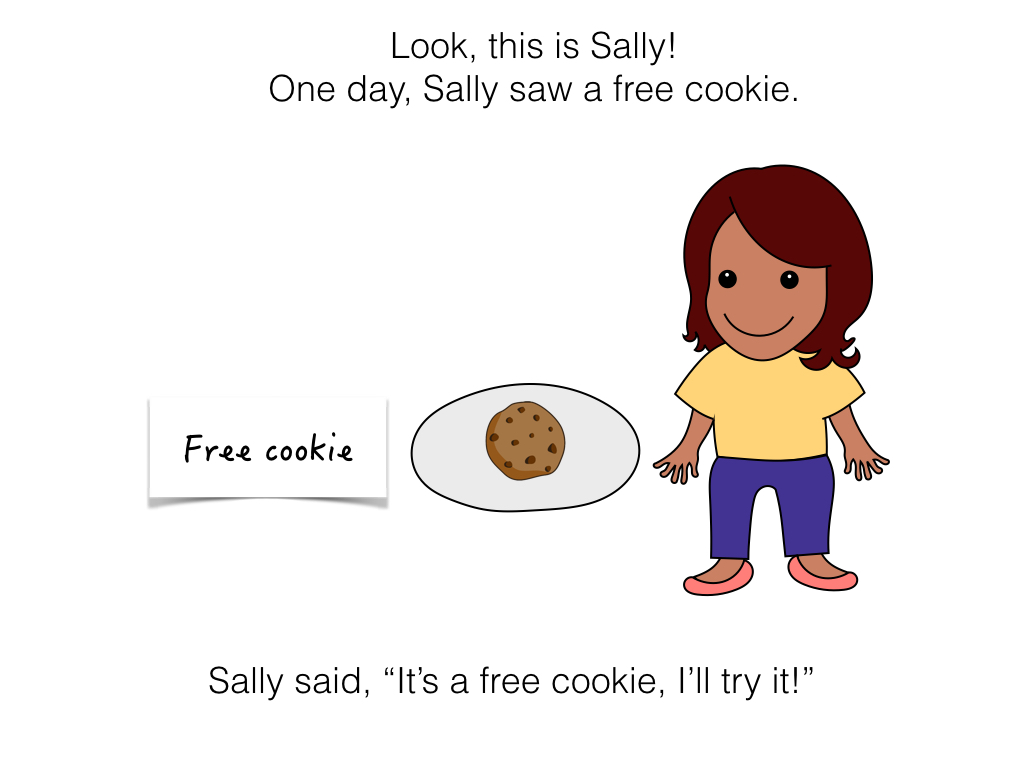 Look, this is Sally!
One day, Sally saw a free cookie.
Free cookie
Sally said, “It’s a free cookie, I’ll try it!”